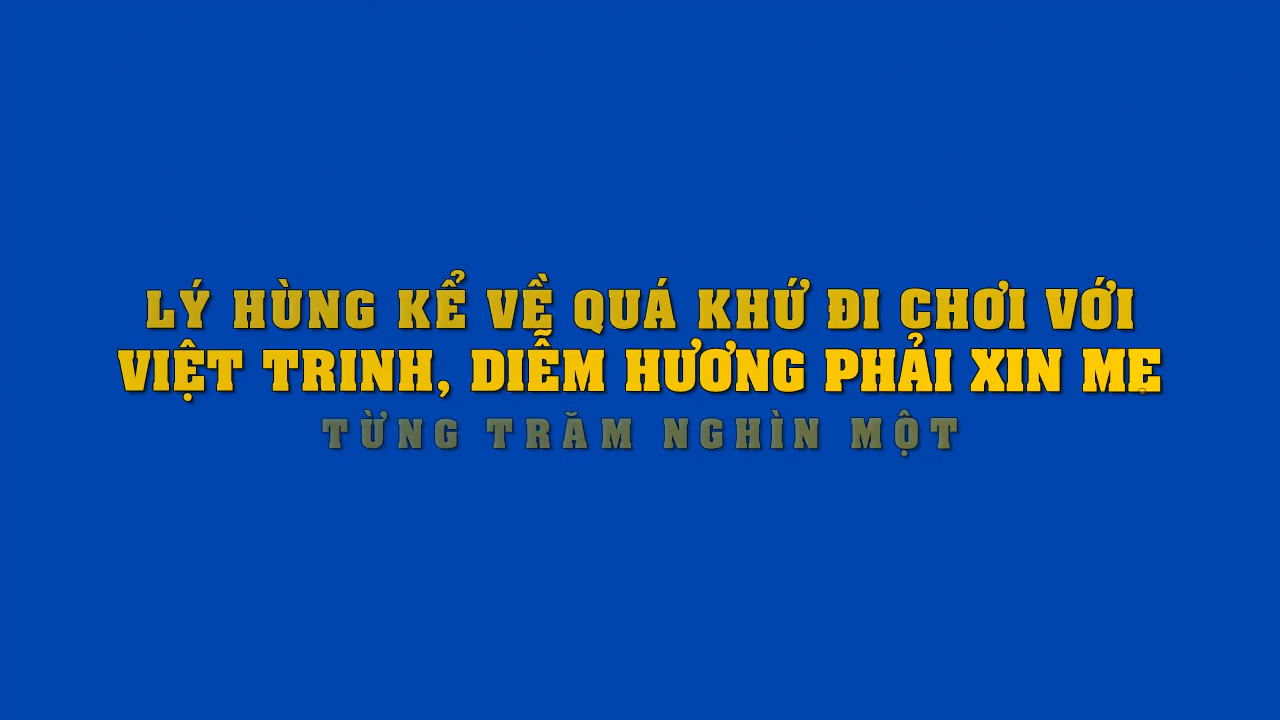 LÝ HÙNG KỂ VỀ QUÁ KHỨ ĐI CHƠI VỚI
VIỆT TRINH, DIỄM HƯƠNG PHẢI XIN MẸ
TỪNG TRĂM NGHÌN MỘT